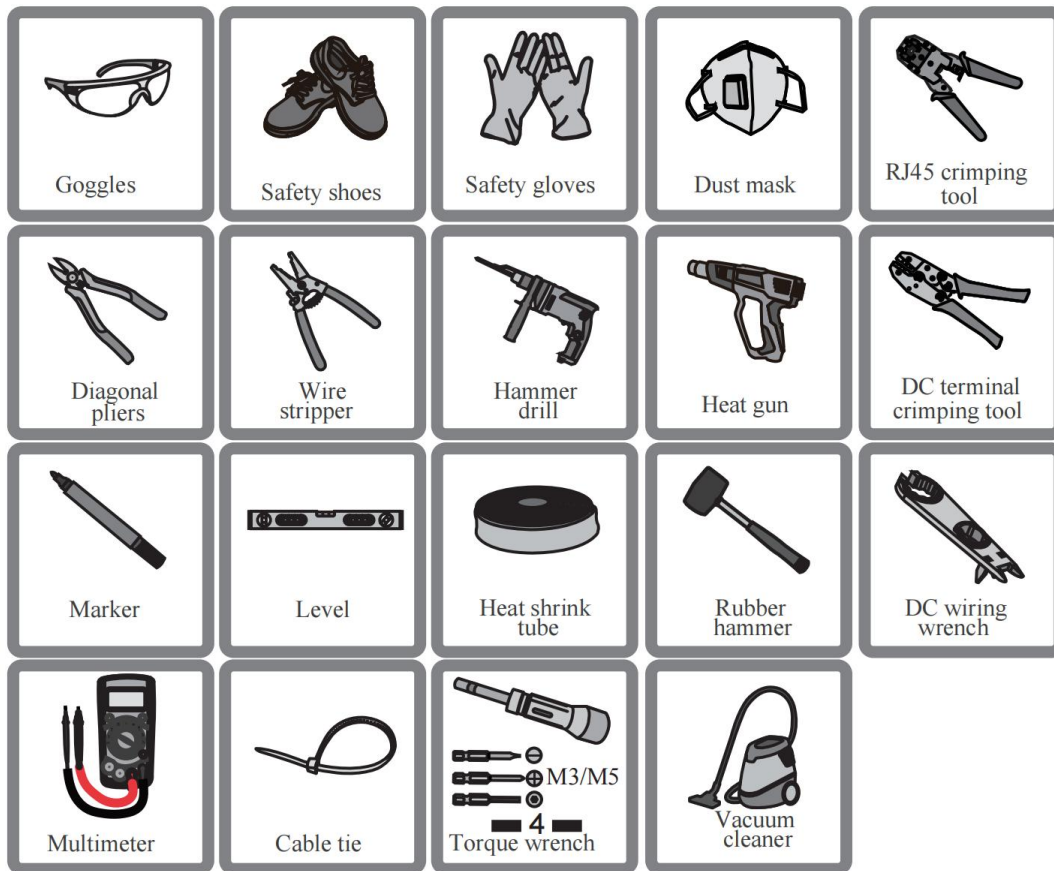 Goggles
Safety shoes
Safety gloves
Dust mask
RJ45 crimping
tool
Diagonal
pliers
Wire
stripper
Hammer
drill
Heat gun
DC terminal
crimping tool
Marker
Level
Heat shrink
tube
Rubber
hammer
DC wiring
wrench
Multimeter
Cable tie
M3/M5
4
Torque wrench
Vacuum
cleaner